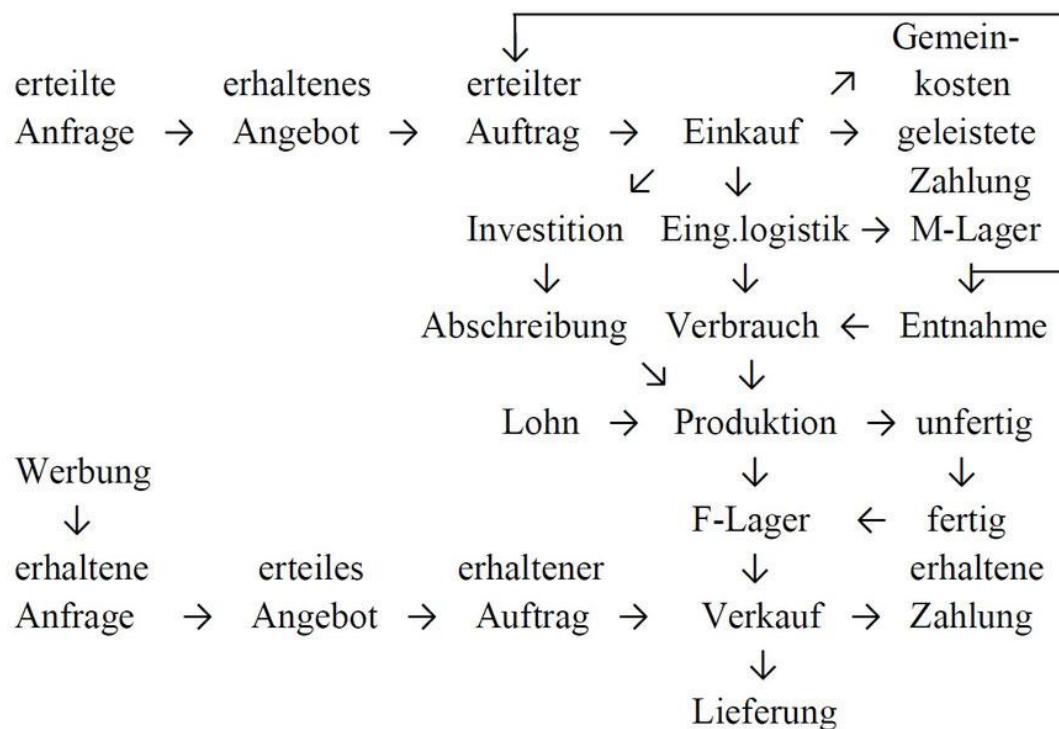 Gemein-
erteilte erhaltenes erteilter ↗ kosten
Anfrage → Angebot → Auftrag → Einkauf → geleistete
↙ ↓ Zahlung
Investition Eing.logistik → M-Lager
↓ ↓ ↓
Abschreibung Verbrauch ← Entnahme
↘ ↓
Lohn → Produktion → unfertig
Werbung ↓ ↓
↓ F-Lager ← fertig
erhaltene erteiles erhaltener ↓ erhaltene
Anfrage → Angebot → Auftrag → Verkauf → Zahlung
↓
Lieferung